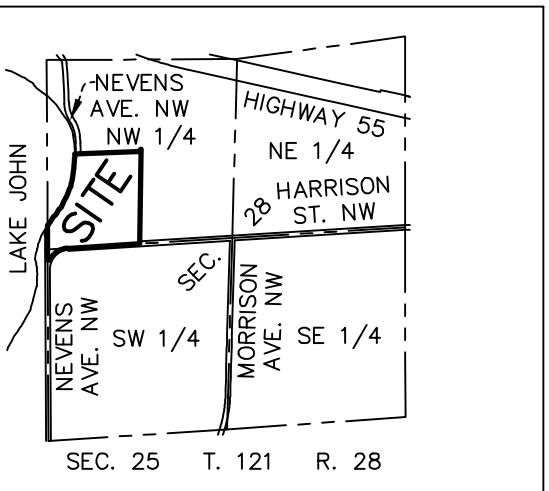 NEVENS
AVE. NW
NW 1/4
HIGHWAY 55
NE 1/4
LAKE JOHN
SITE
HARRISON
ST. NW
28
SEC.
NEVENS
AVE. NW
SW 1/4
MORRISON
AVE. NW
SE 1/4
SEC. 25 T. 121 R. 28